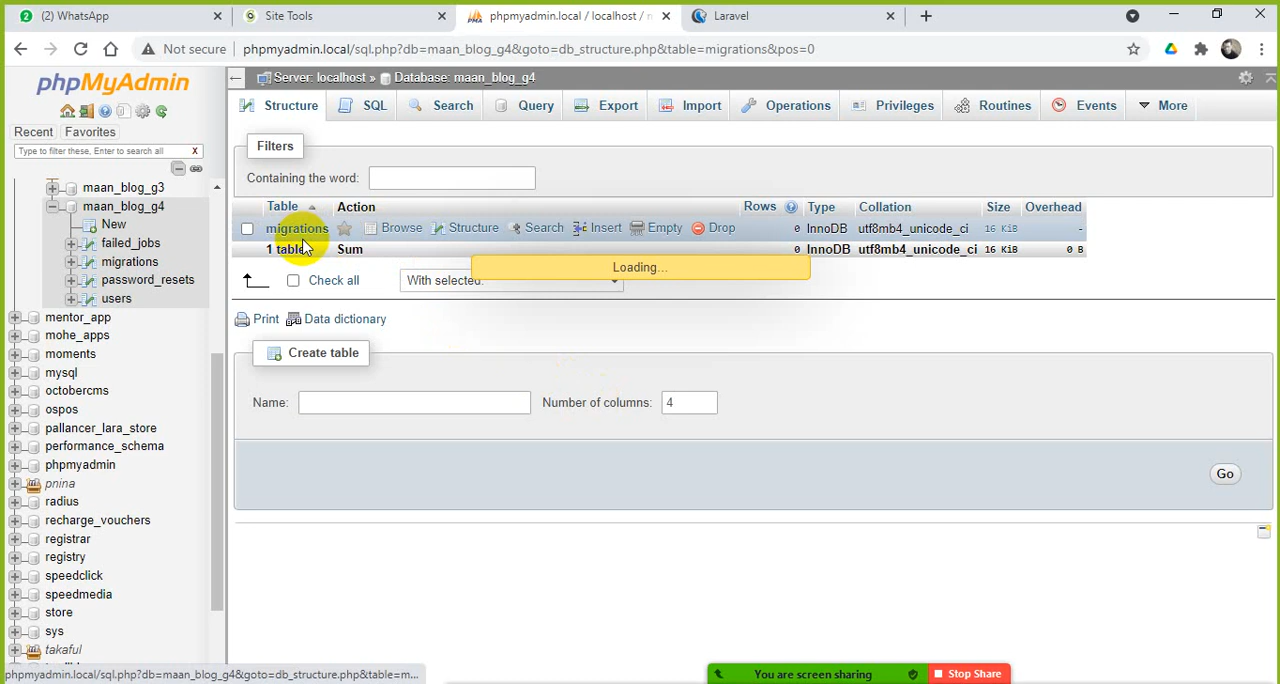 (2) WhatsApp
Site Tools
phpmyadmin.local / localhost / m
Laravel
Not secure
phpmyadmin.local/sql.php?db=maan_blog_g4&goto=db_structure.php&table=migrations&pos=0
phpMyAdmin
Recent
Favorites
Type to filter these, Enter to search all
X
maan_blog_g3
maan_blog_g4
New
failed_jobs
migrations
password_resets
users
mentor_app
mohe_apps
moments
mysql
octobercms
ospos
pallancer_lara_store
performance_schema
phpmyadmin
pnina
radius
recharge_vouchers
registrar
registry
speedclick
speedmedia
store
sys
takaful
Server: localhost » Database: maan_blog_g4
Structure
SQL
Search
Query
Export
Import
Operations
Privileges
Routines
Events
More
Filters
Containing the word:
Table Action Rows Type Collation Size Overhead
migrations Browse Structure Search Insert Empty Drop 0 InnoDB utf8mb4_unicode_ci 16 KiB -
1 table Sum 0 InnoDB utf8mb4_unicode_ci 16 KiB 0 B
Loading...
Check all
With selected:
Print Data dictionary
Create table
Name:
Number of columns: 4
Go
phpmyadmin.local/sql.php?db=maan_blog_g4&goto=db_structure.php&table=m...
You are screen sharing
Stop Share